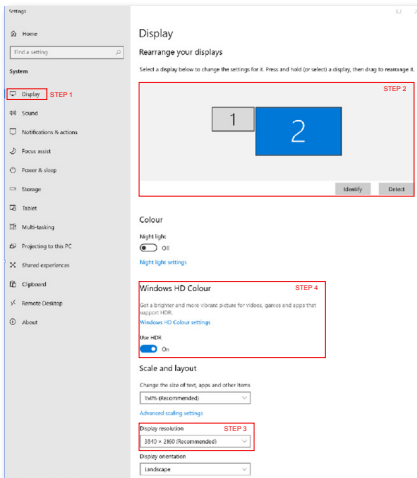 Settings
Home
Find a setting
System
Display STEP 1
Sound
Notifications & actions
Focus assist
Power & sleep
Storage
Tablet
Multi-tasking
Projecting to this PC
Shared experiences
Clipboard
Remote Desktop
About
Display
Rearrange your displays
Select a display below to change the settings for it. Press and hold (or select) a display, then drag to rearrange it.
STEP 2
1
2
Identify Detect
Colour
Night light
Off
Night light settings
Windows HD Colour STEP 4
Get a brighter and more vibrant picture for videos, games and apps that
support HDR.
Windows HD Colour settings
Use HDR
On
Scale and layout
Change the size of text, apps and other items
(Recommended)
Advanced scaling settings
Display resolution STEP 3
3840 × 2160 (Recommended)
Display orientation
Landscape